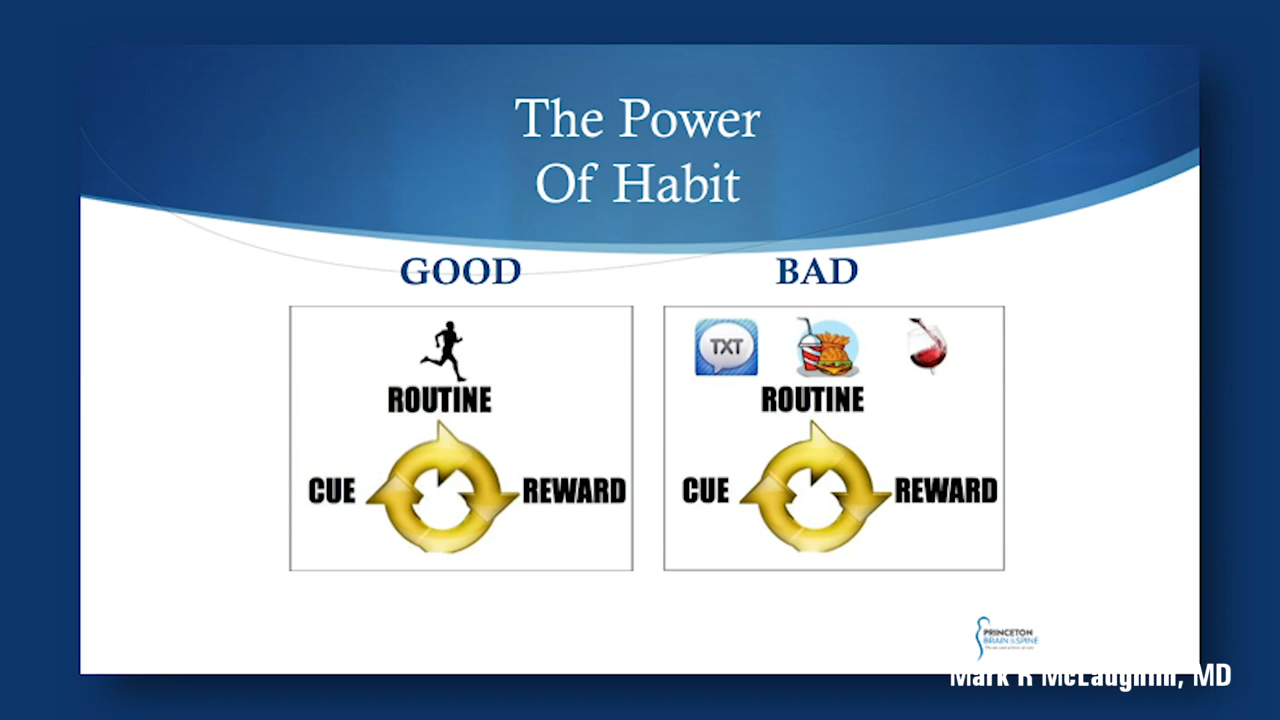 The Power
Of Habit
GOOD
BAD
ROUTINE
CUE
REWARD
TXT
ROUTINE
CUE
REWARD
PRINCETON
BRAIN & SPINE
Mark R McLaughlin, MD